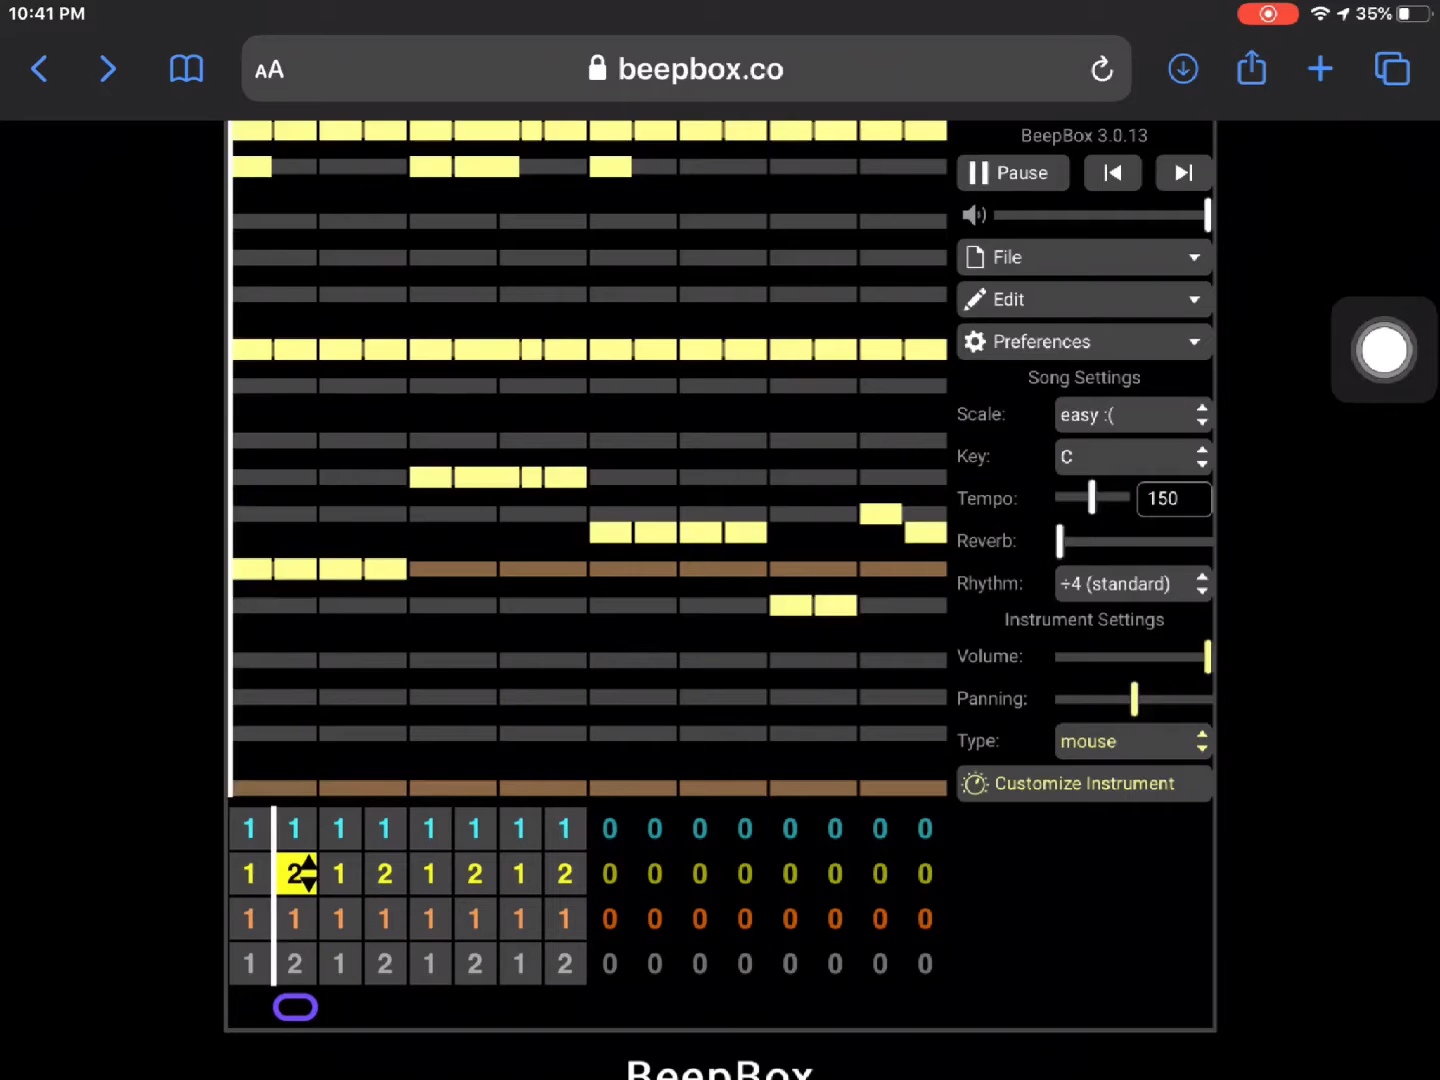 10:41 PM
35%
AA
beepbox.co
BeepBox 3.0.13
Pause
File
Edit
Preferences
Song Settings
Scale: easy :(
Key: C
Tempo: 150
Reverb:
Rhythm: ÷4 (standard)
Instrument Settings
Volume:
Panning:
Type: mouse
Customize Instrument
1 1 1 1 1 1 1 1 0 0 0 0 0 0 0 0
1 2 1 2 1 2 1 2 0 0 0 0 0 0 0 0
1 1 1 1 1 1 1 1 0 0 0 0 0 0 0 0
1 2 1 2 1 2 1 2 0 0 0 0 0 0 0 0
BeepBox